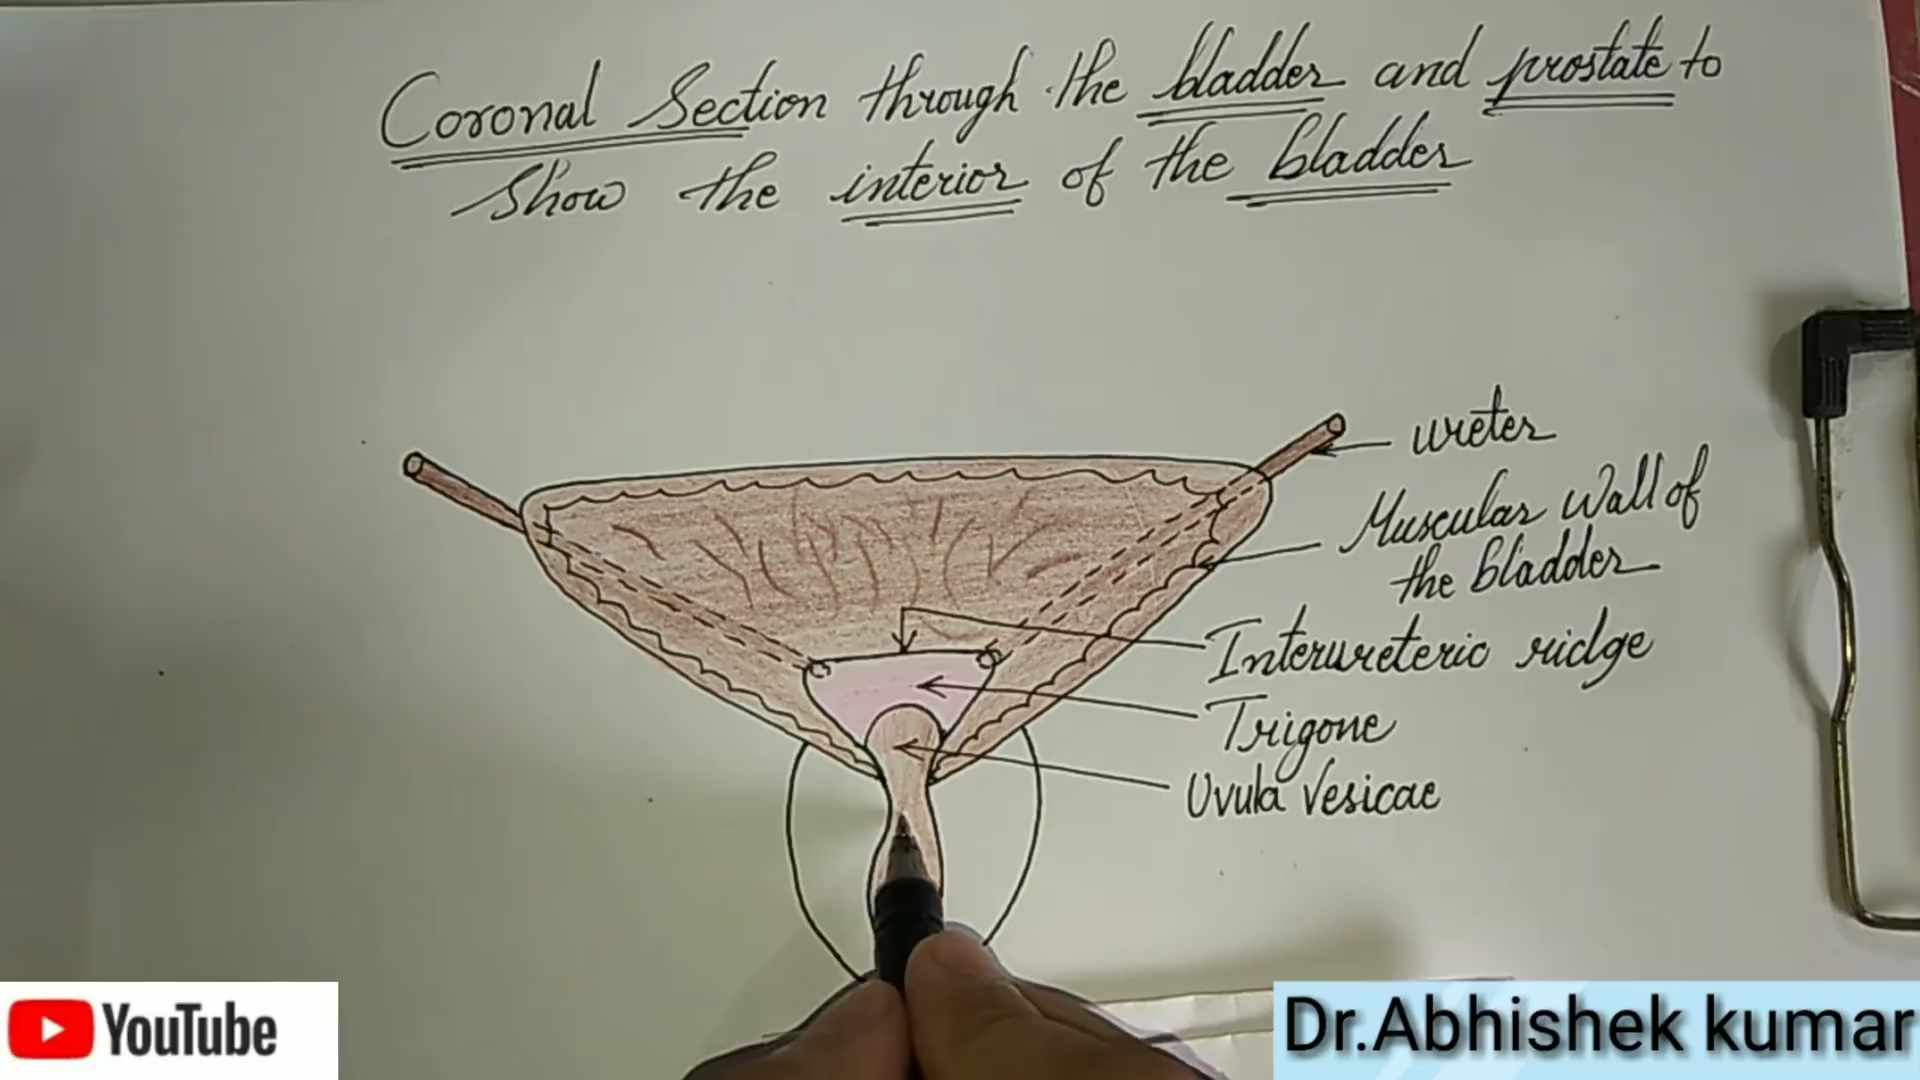 Coronal Section through the bladder and prostate to
Show the interior of the bladder
ureter
Muscular Wall of
the bladder
Interureteric ridge
Trigone
Uvula Vesicae
YouTube
Dr.Abhishek kumar